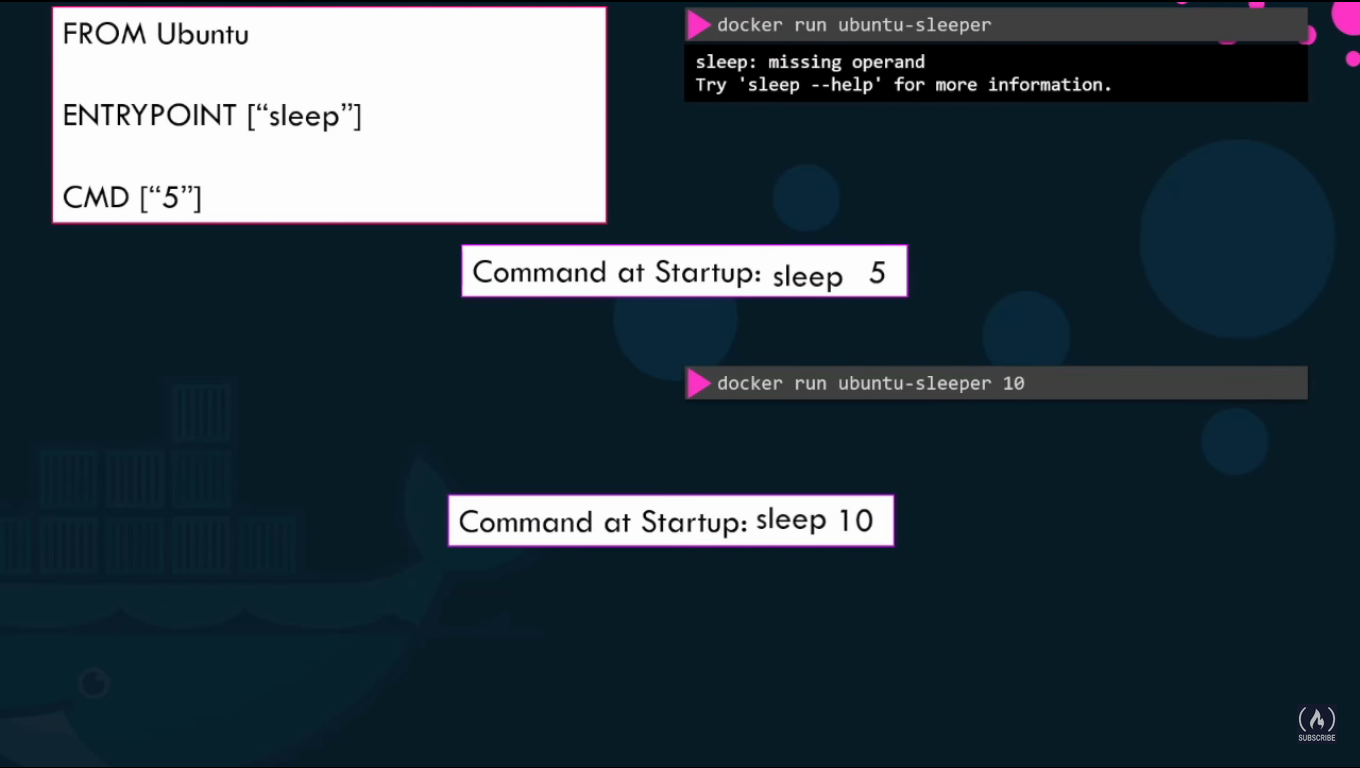 FROM Ubuntu
ENTRYPOINT [“sleep”]
CMD [“5”]
docker run ubuntu-sleeper
sleep: missing operand
Try 'sleep --help' for more information.
Command at Startup: sleep 5
docker run ubuntu-sleeper 10
Command at Startup: sleep 10
SUBSCRIBE